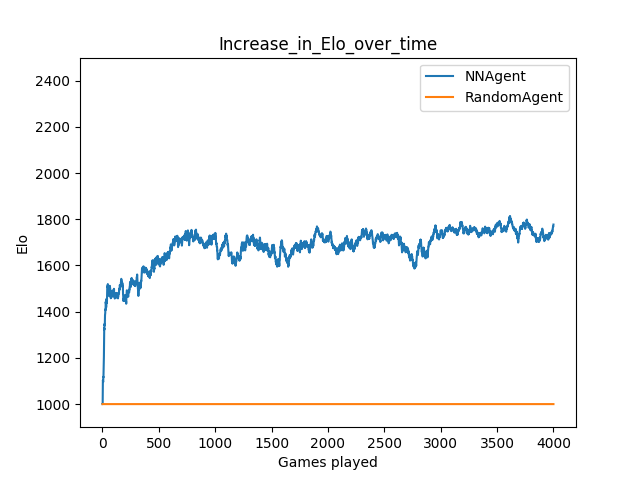 Increase_in_Elo_over_time
NNAgent
RandomAgent
2400
2200
2000
1800
1600
1400
1200
1000
Elo
0 500 1000 1500 2000 2500 3000 3500 4000
Games played